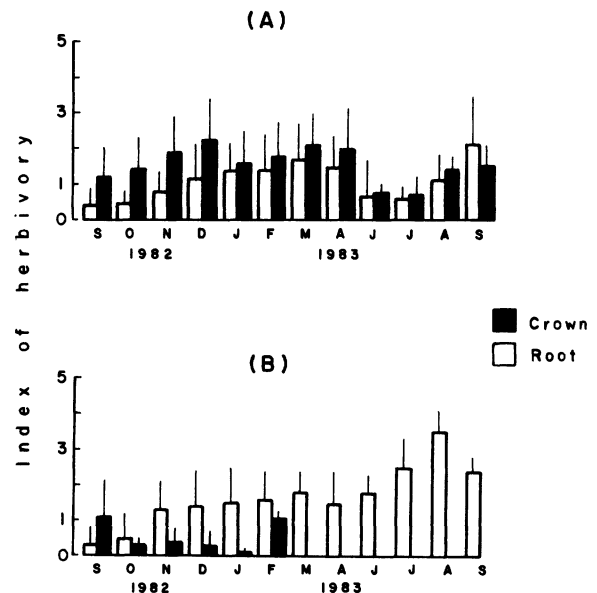 (A)
5
3
1
0
S O N D J F M A J J A S
1982 1983
Index of herbivory
Crown
Root
(B)
5
3
1
0
S O N D J F M A J J A S
1982 1983